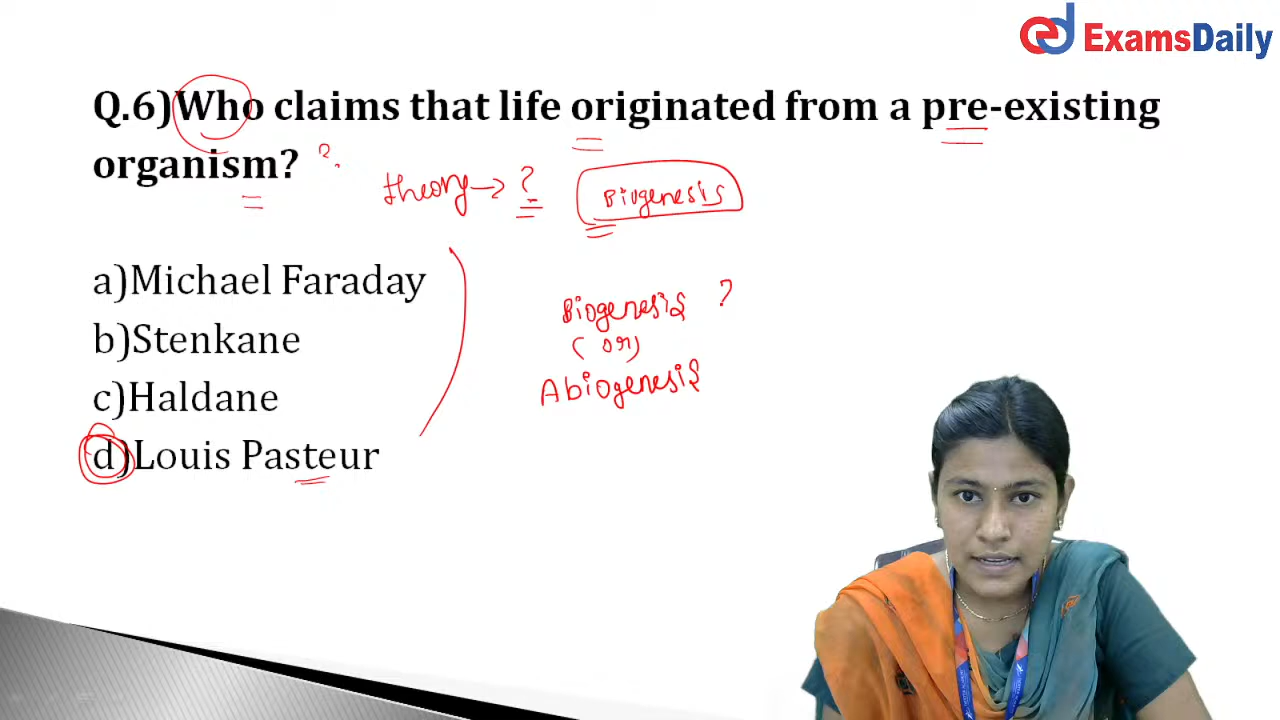 ed ExamsDaily
Q.6)Who claims that life originated from a pre-existing
organism? ?.
theory → ? Biogenesis
a)Michael Faraday
b)Stenkane
c)Haldane
d)Louis Pasteur
Biogenesis ?
(or)
Abiogenesis